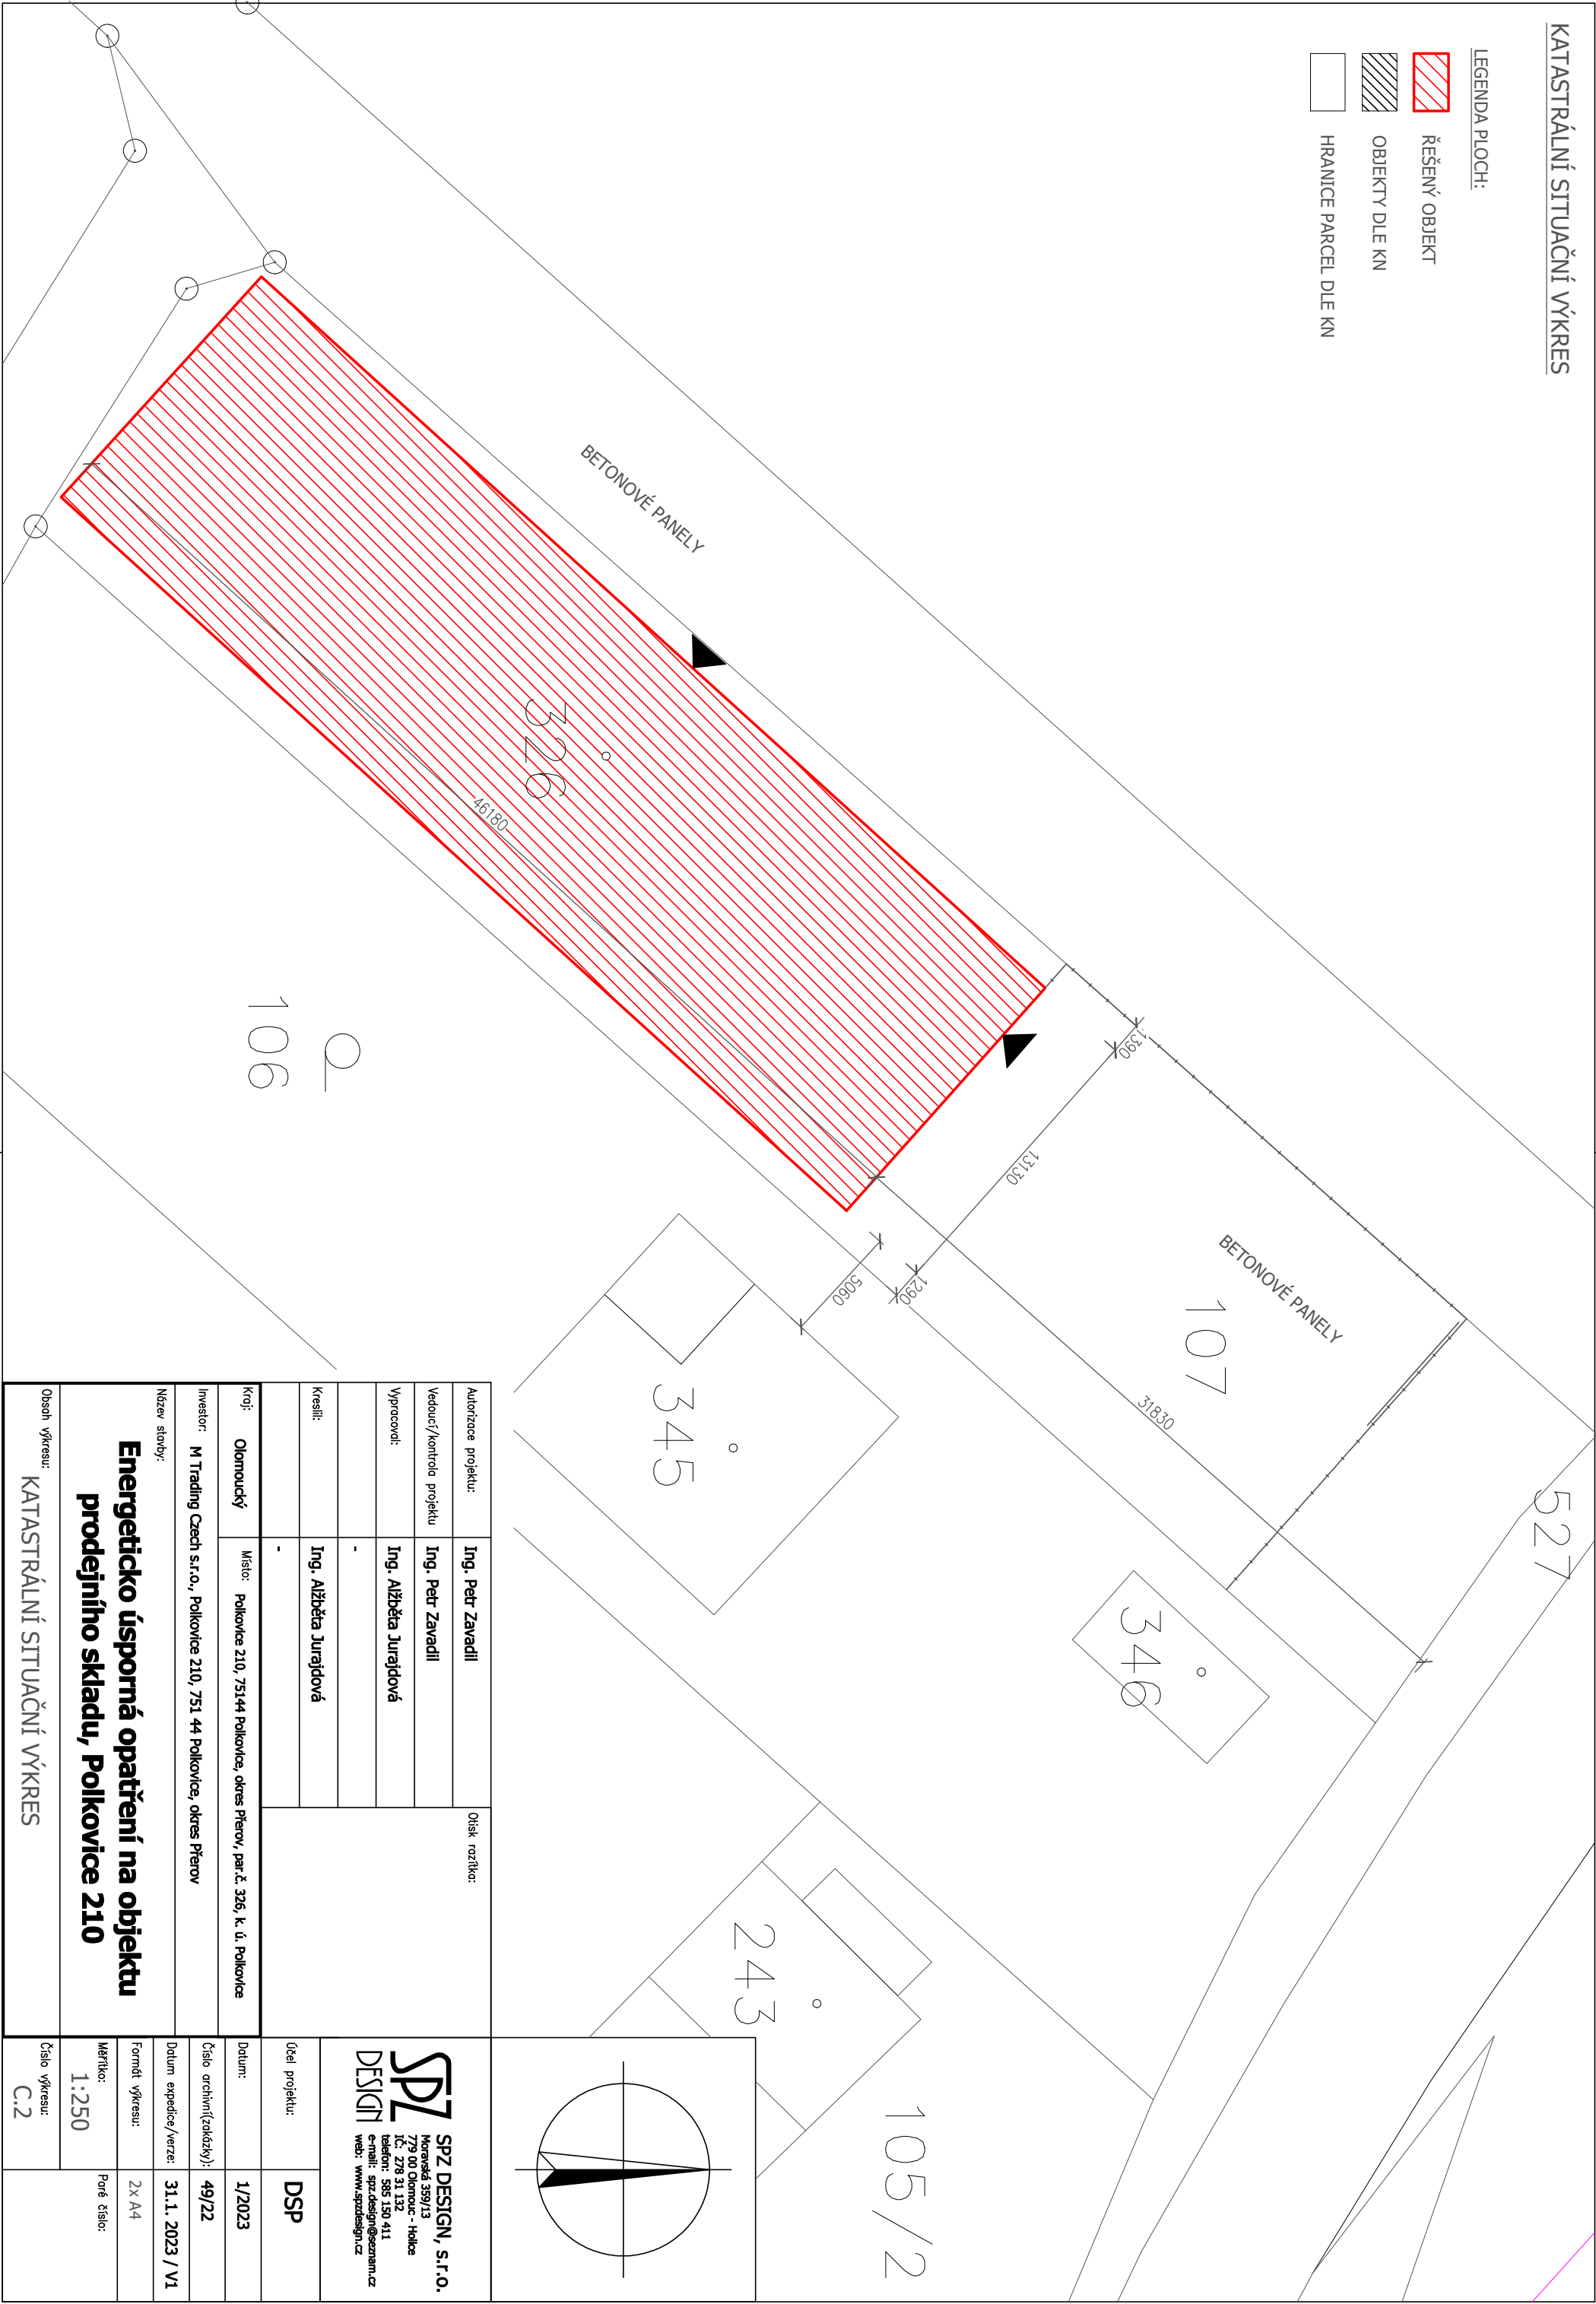 KATASTRÁLNÍ SITUAČNÍ VÝKRES
LEGENDA PLOCH:
ŘEŠENÝ OBJEKT
OBJEKTY DLE KN
HRANICE PARCEL DLE KN
BETONOVÉ PANELY
326
46180
106
1390
13130
1290
5060
BETONOVÉ PANELY
107
31830
345
346
527
243
105/2
Autorizace projektu: Ing. Petr Zavadil
Vedoucí/kontrola projektu Ing. Petr Zavadil
Vypracoval: Ing. Alžběta Jurajdová
-
Kreslil: Ing. Alžběta Jurajdová
-
Otisk razítka:
Kraj: Olomoucký
Místo: Polkovice 210, 75144 Polkovice, okres Přerov, par.č. 326, k. ú. Polkovice
Investor: M Trading Czech s.r.o., Polkovice 210, 751 44 Polkovice, okres Přerov
Název stavby:
Energeticko úsporná opatření na objektu
prodejního skladu, Polkovice 210
Obsah výkresu: KATASTRÁLNÍ SITUAČNÍ VÝKRES
SPZ
DESIGN
SPZ DESIGN, s.r.o.
Moravská 359/13
779 00 Olomouc - Holice
IČ: 278 31 132
telefon: 585 150 411
e-mail: spz.design@seznam.cz
web: www.spzdesign.cz
Účel projektu: DSP
Datum: 1/2023
Číslo archivní(zakázky): 49/22
Datum expedice/verze: 31.1. 2023 / V1
Formát výkresu: 2x A4
Měřítko: 1:250
Paré číslo:
Číslo výkresu: C.2